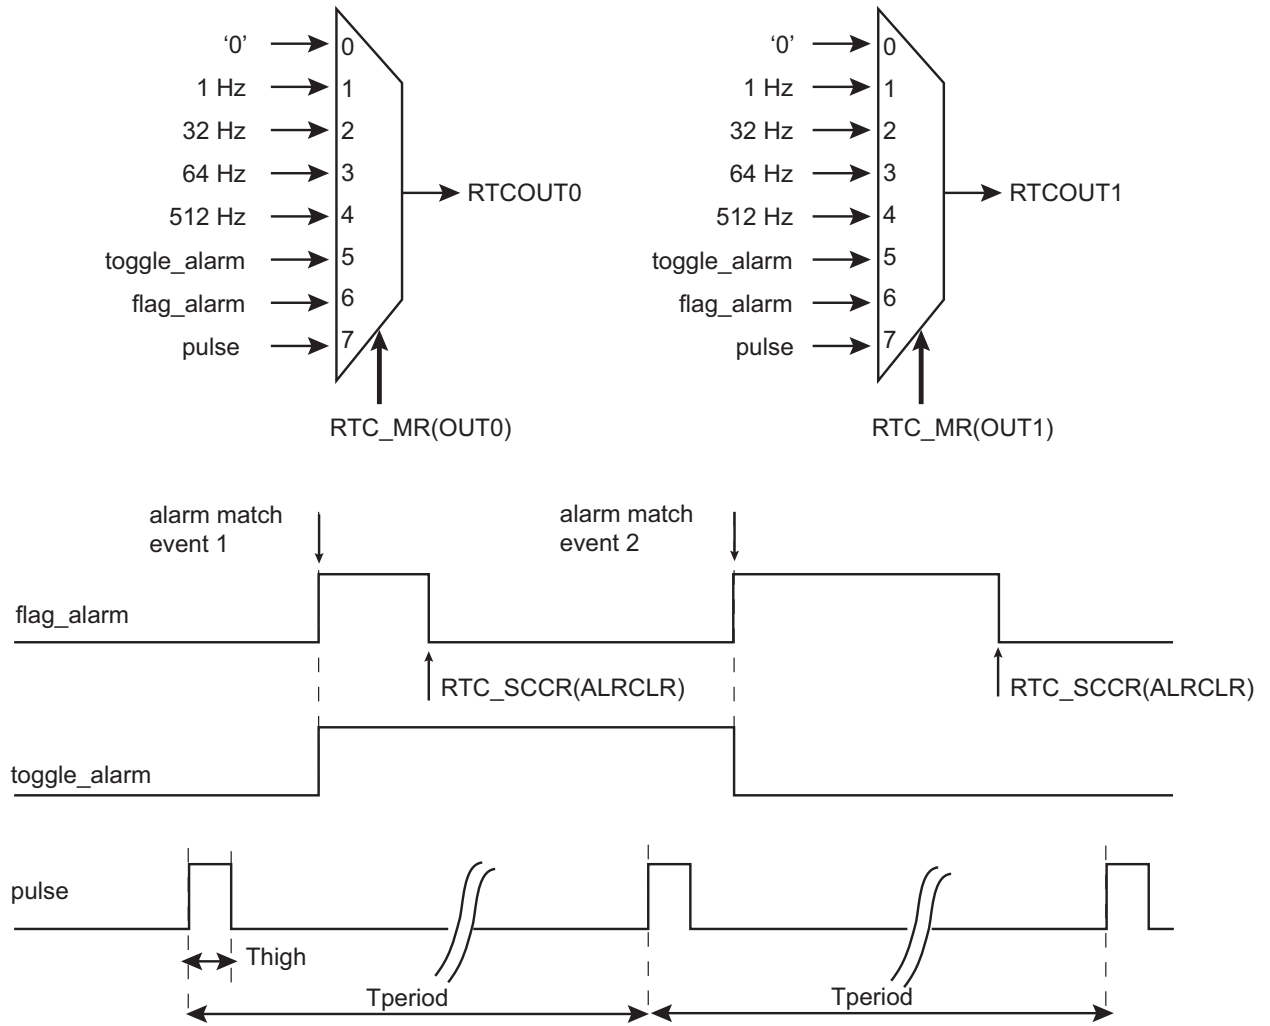 ‘0’
0
1 Hz
1
32 Hz
2
64 Hz
3
512 Hz
4
toggle_alarm
5
flag_alarm
6
pulse
7
RTCOUT0
RTC_MR(OUT0)
‘0’
0
1 Hz
1
32 Hz
2
64 Hz
3
512 Hz
4
toggle_alarm
5
flag_alarm
6
pulse
7
RTCOUT1
RTC_MR(OUT1)
alarm match
event 1
alarm match
event 2
flag_alarm
RTC_SCCR(ALRCLR)
RTC_SCCR(ALRCLR)
toggle_alarm
pulse
Thigh
Tperiod
Tperiod